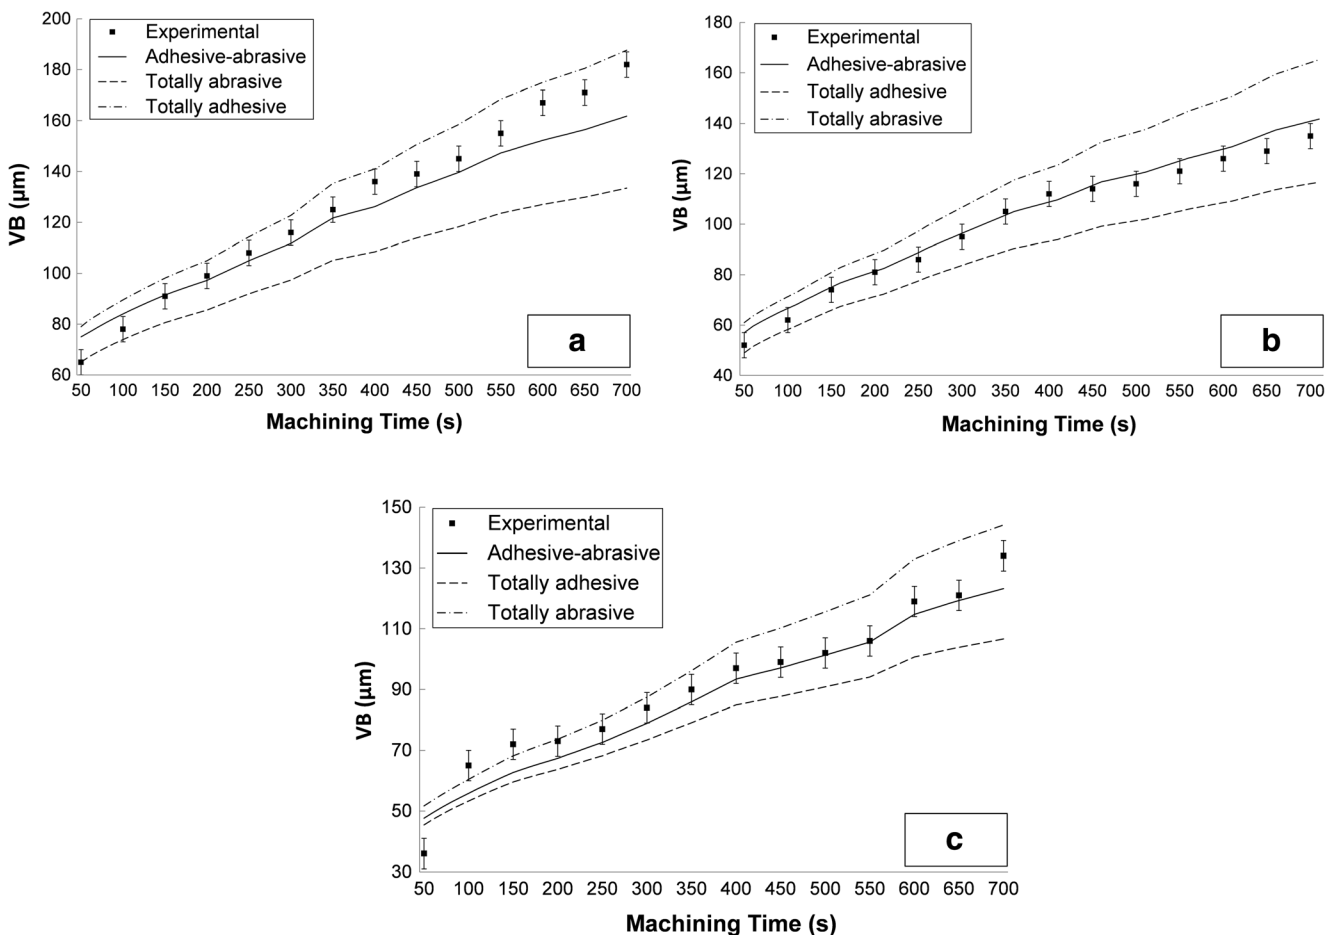 200
180
160
140
120
100
80
60
VB (µm)
Experimental
Adhesive-abrasive
Totally abrasive
Totally adhesive
a
50 100 150 200 250 300 350 400 450 500 550 600 650 700
Machining Time (s)
180
160
140
120
100
80
60
40
VB (µm)
Experimental
Adhesive-abrasive
Totally adhesive
Totally abrasive
b
50 100 150 200 250 300 350 400 450 500 550 600 650 700
Machining Time (s)
150
130
110
90
70
50
30
VB (µm)
Experimental
Adhesive-abrasive
Totally adhesive
Totally abrasive
c
50 100 150 200 250 300 350 400 450 500 550 600 650 700
Machining Time (s)